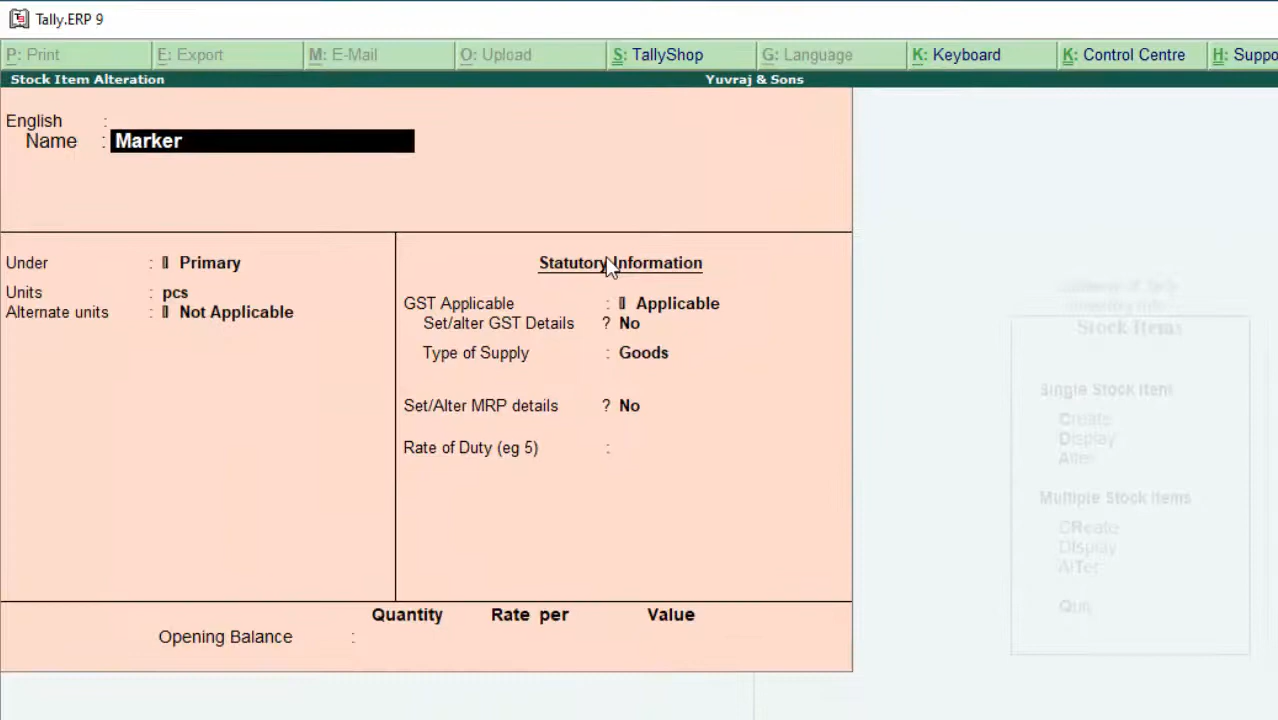 Tally.ERP 9
P: Print E: Export M: E-Mail O: Upload S: TallyShop G: Language K: Keyboard K: Control Centre H: Suppo
Stock Item Alteration Yuvraj & Sons
English :
Name : Marker
Under : Primary
Units : pcs
Alternate units : Not Applicable
Statutory Information
GST Applicable : Applicable
Set/alter GST Details ? No
Type of Supply : Goods
Set/Alter MRP details ? No
Rate of Duty (eg 5) :
Quantity Rate per Value
Opening Balance :
Stock Items
Single Stock Item
Create
Display
Alter
Multiple Stock Items
CReate
DIsplay
AlTer
Quit